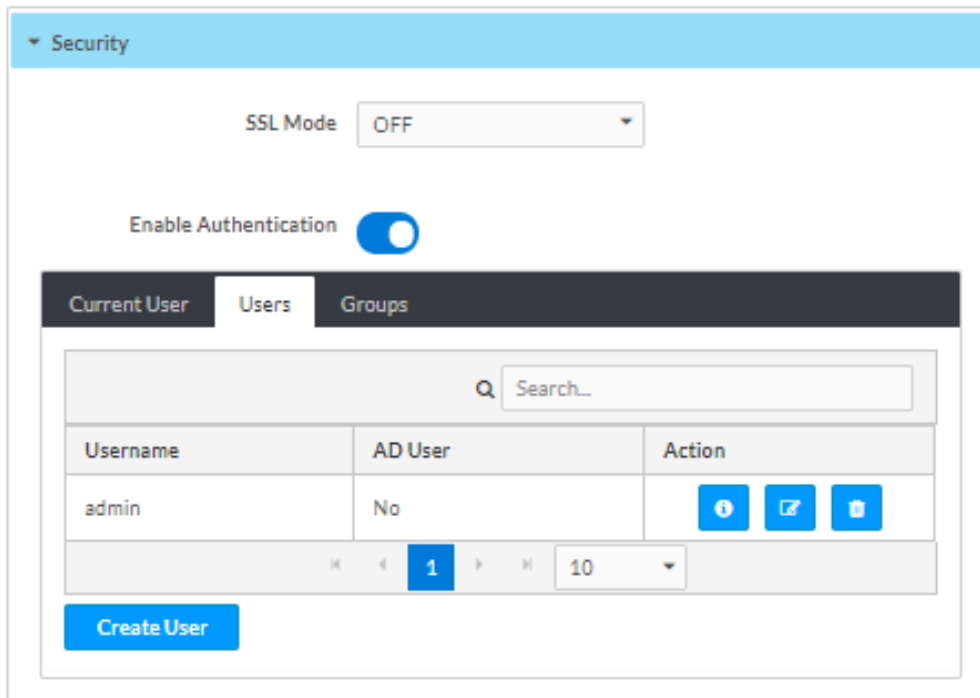 Security
SSL Mode OFF
Enable Authentication
Current User Users Groups
Search...
Username AD User Action
admin No
1 10
Create User